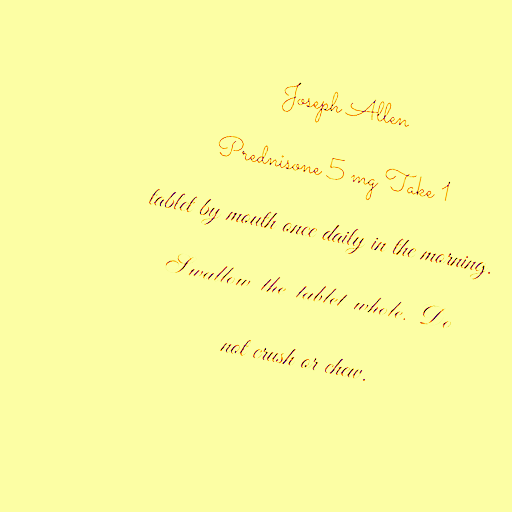 Joseph Allen
Prednisone 5 mg Take 1
tablet by mouth once daily in the morning.
Swallow the tablet whole. Do
not crush or chew.